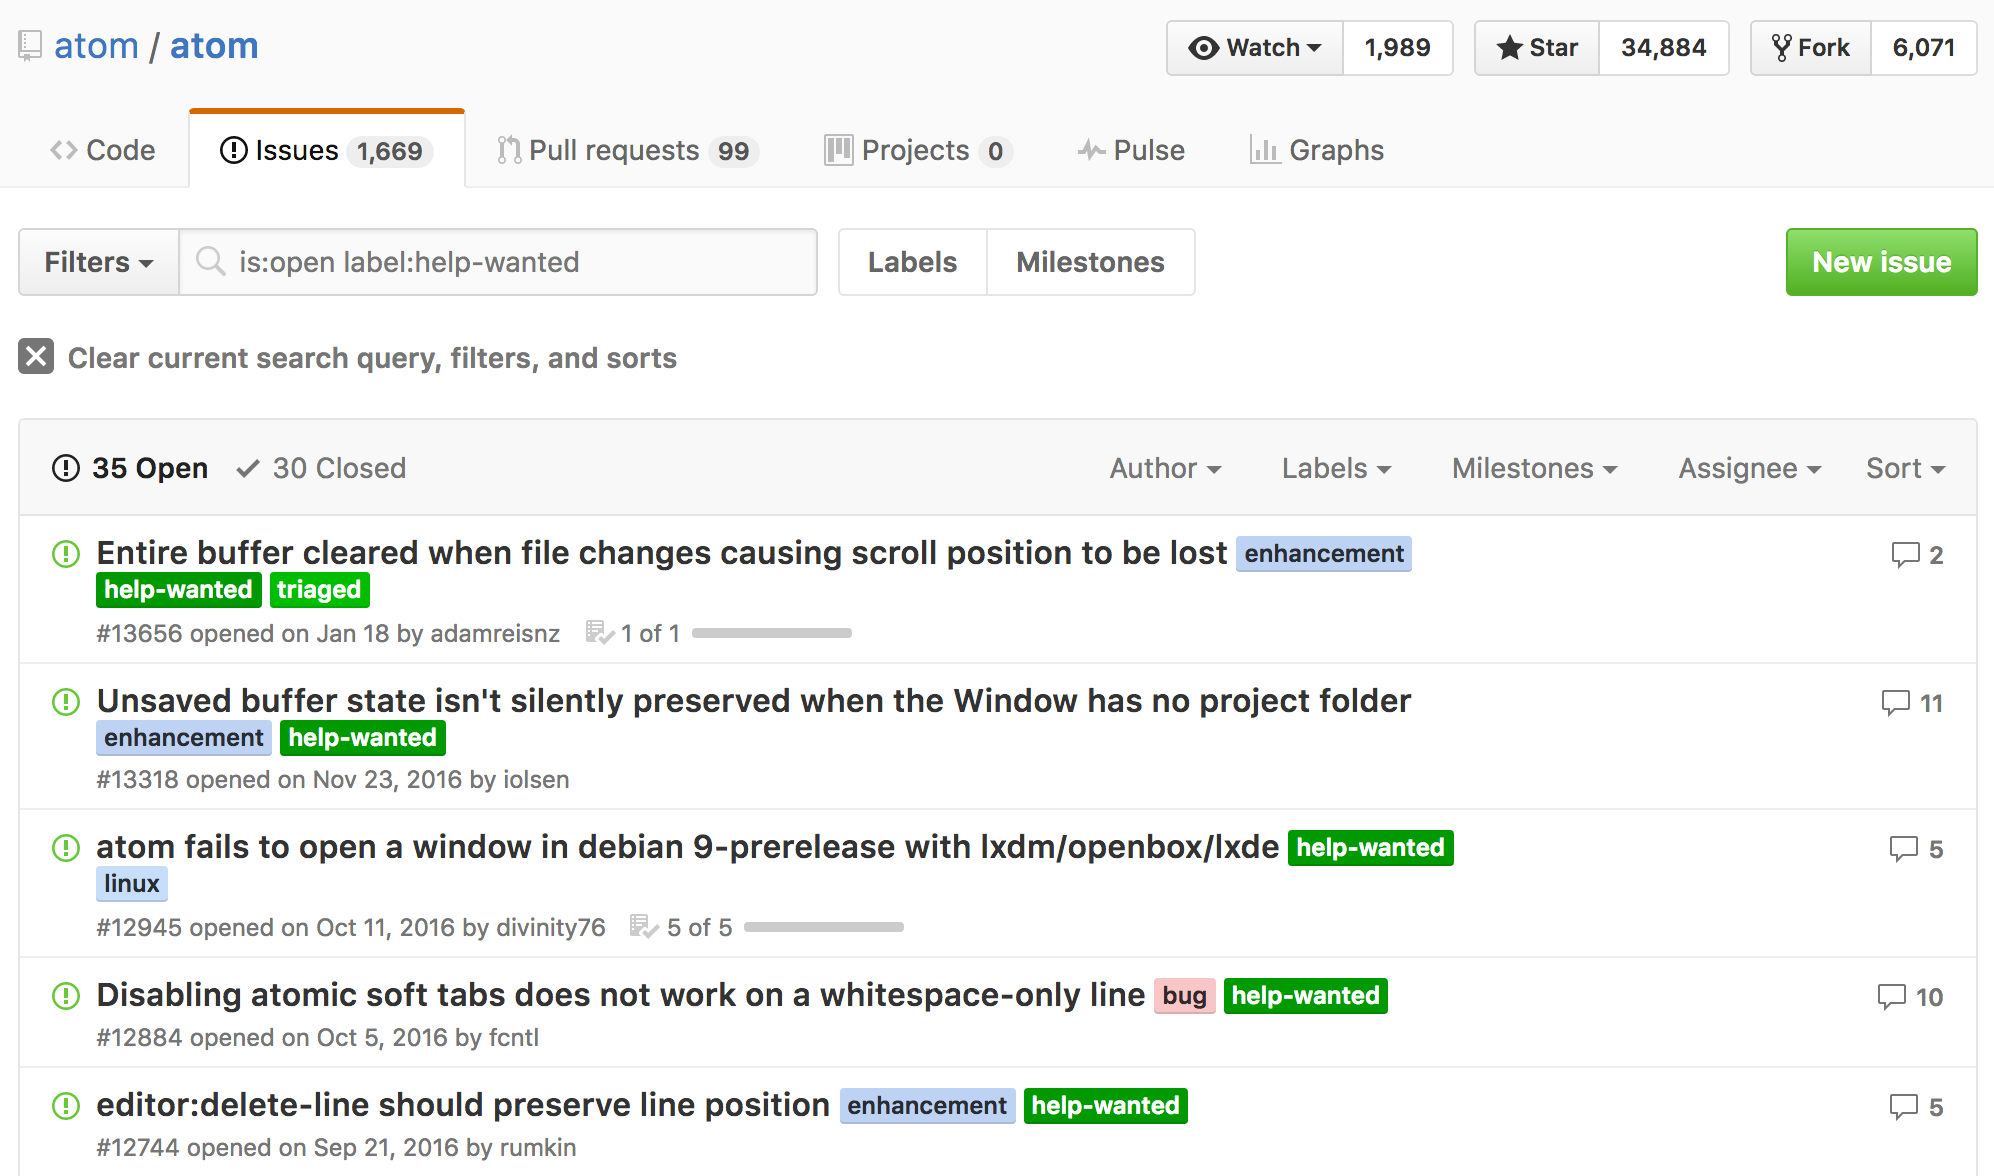 atom / atom
Watch 1,989 Star 34,884 Fork 6,071
Code Issues 1,669 Pull requests 99 Projects 0 Pulse Graphs
Filters is:open label:help-wanted Labels Milestones New issue
Clear current search query, filters, and sorts
35 Open 30 Closed Author Labels Milestones Assignee Sort
Entire buffer cleared when file changes causing scroll position to be lost enhancement 2
help-wanted triaged
#13656 opened on Jan 18 by adamreisnz 1 of 1
Unsaved buffer state isn't silently preserved when the Window has no project folder 11
enhancement help-wanted
#13318 opened on Nov 23, 2016 by iolsen
atom fails to open a window in debian 9-prerelease with lxdm/openbox/lxde help-wanted 5
linux
#12945 opened on Oct 11, 2016 by divinity76 5 of 5
Disabling atomic soft tabs does not work on a whitespace-only line bug help-wanted 10
#12884 opened on Oct 5, 2016 by fcntl
editor:delete-line should preserve line position enhancement help-wanted 5
#12744 opened on Sep 21, 2016 by rumkin